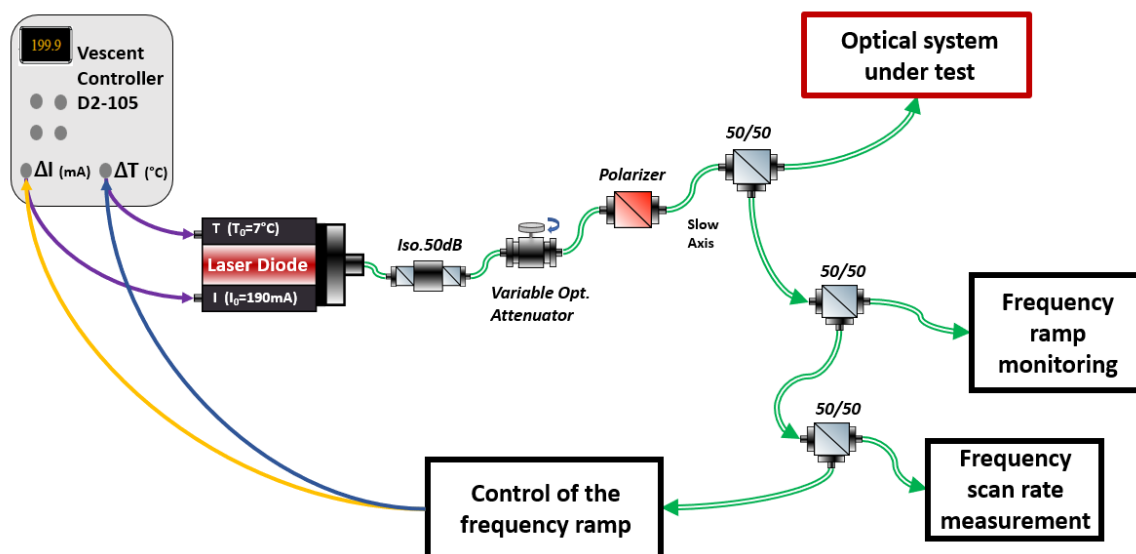 199.9
Vescent
Controller
D2-105
ΔI (mA)
ΔT (°C)
T (T₀=7°C)
Laser Diode
I (I₀=190mA)
Iso.50dB
Variable Opt.
Attenuator
Polarizer
Slow
Axis
50/50
Optical system
under test
50/50
Frequency
ramp
monitoring
50/50
Frequency
scan rate
measurement
Control of the
frequency ramp